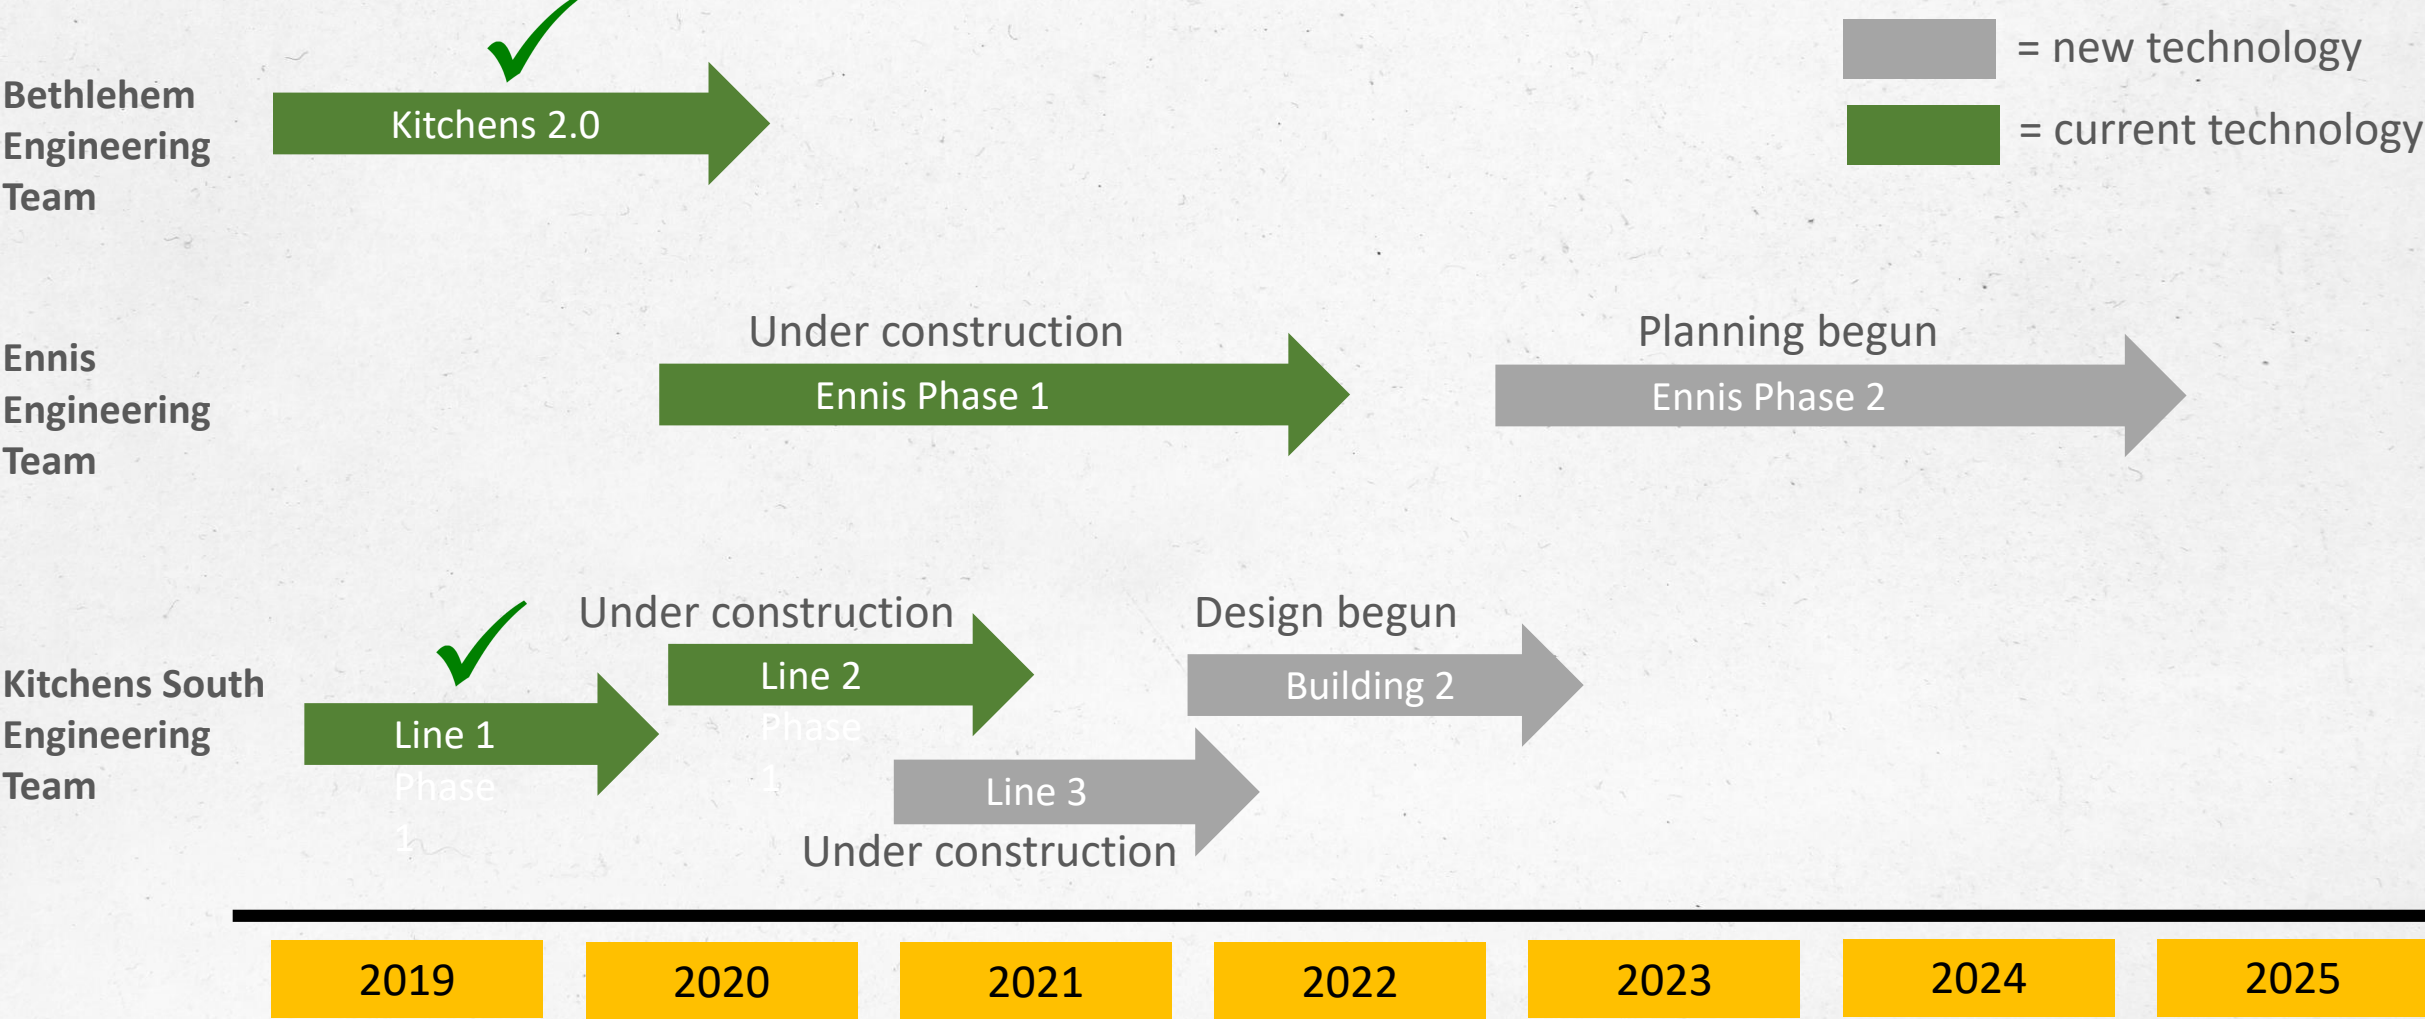 = new technology
= current technology
Bethlehem
Engineering
Team
Kitchens 2.0
Ennis
Engineering
Team
Under construction
Ennis Phase 1
Planning begun
Ennis Phase 2
Kitchens South
Engineering
Team
Line 1
Phase
1
Under construction
Line 2
Phase
1
Line 3
Under construction
Design begun
Building 2
2019
2020
2021
2022
2023
2024
2025